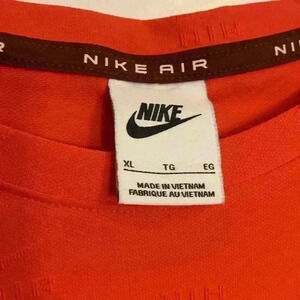 NIKE AIR
NIKE
XL TG EG
MADE IN VIETNAM
FABRIQUE AU VIETNAM